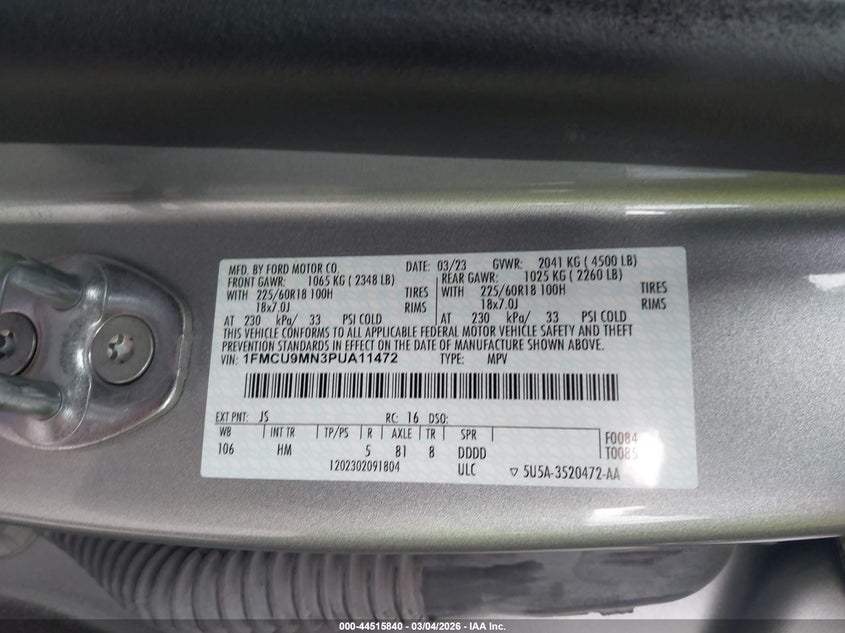 MFD. BY FORD MOTOR CO. DATE: 03/23 GVWR: 2041 KG ( 4500 LB)
FRONT GAWR: 1065 KG ( 2348 LB) REAR GAWR: 1025 KG ( 2260 LB)
WITH 225/60R18 100H TIRES WITH 225/60R18 100H TIRES
18x7.0J RIMS 18x7.0J RIMS
AT 230 kPa/ 33 PSI COLD AT 230 kPa/ 33 PSI COLD
THIS VEHICLE CONFORMS TO ALL APPLICABLE FEDERAL MOTOR VEHICLE SAFETY AND THEFT
PREVENTION STANDARDS IN EFFECT ON THE DATE OF MANUFACTURE SHOWN ABOVE.
VIN: 1FMCU9MN3PUA11472 TYPE: MPV
EXT PNT: JS RC: 16 DSO:
WB INT TR TP/PS R AXLE TR SPR F0084
106 HM 5 81 8 DDDD T0085
1202302091804 ULC ▽ 5U5A-3520472-AA
000-44515840 - 03/04/2026 - IAA Inc.